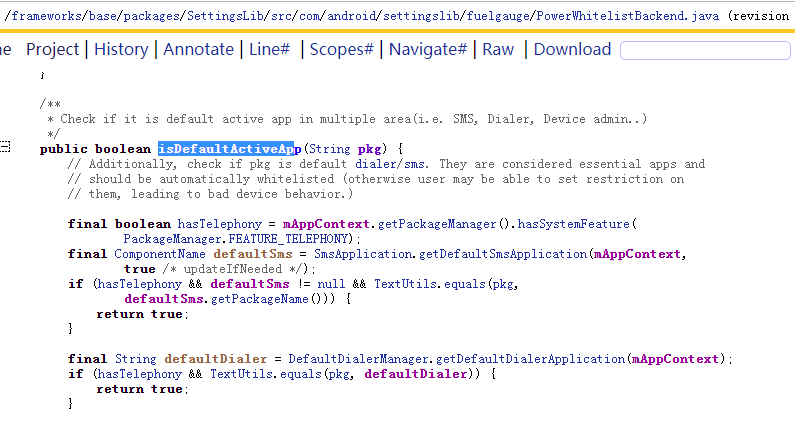 /frameworks/base/packages/SettingsLib/src/com/android/settingslib/fuelgauge/PowerWhitelistBackend.java (revision
ne Project | History | Annotate | Line# | Scopes# | Navigate# | Raw | Download
}
/**
* Check if it is default active app in multiple area(i.e. SMS, Dialer, Device admin..)
*/
public boolean isDefaultActiveApp(String pkg) {
// Additionally, check if pkg is default dialer/sms. They are considered essential apps and
// should be automatically whitelisted (otherwise user may be able to set restriction on
// them, leading to bad device behavior.)
final boolean hasTelephony = mAppContext.getPackageManager().hasSystemFeature(
PackageManager.FEATURE_TELEPHONY);
final ComponentName defaultSms = SmsApplication.getDefaultSmsApplication(mAppContext,
true /* updateIfNeeded */);
if (hasTelephony && defaultSms != null && TextUtils.equals(pkg,
defaultSms.getPackageName())) {
return true;
}
final String defaultDialer = DefaultDialerManager.getDefaultDialerApplication(mAppContext);
if (hasTelephony && TextUtils.equals(pkg, defaultDialer)) {
return true;
}